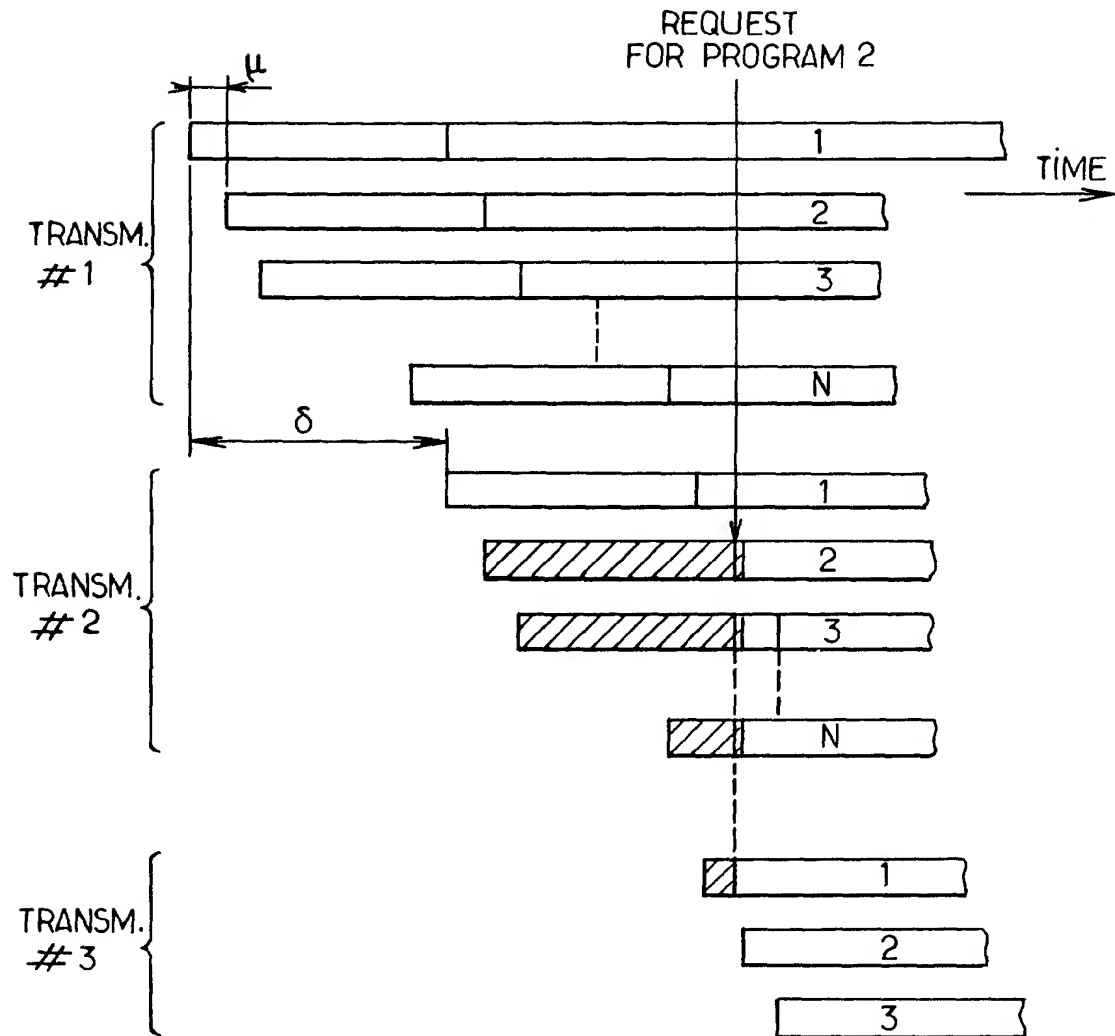 REQUEST
FOR PROGRAM 2
μ
1
TIME
2
TRANSM.
#1
3
N
δ
1
2
TRANSM.
#2
3
N
1
TRANSM.
#3
2
3